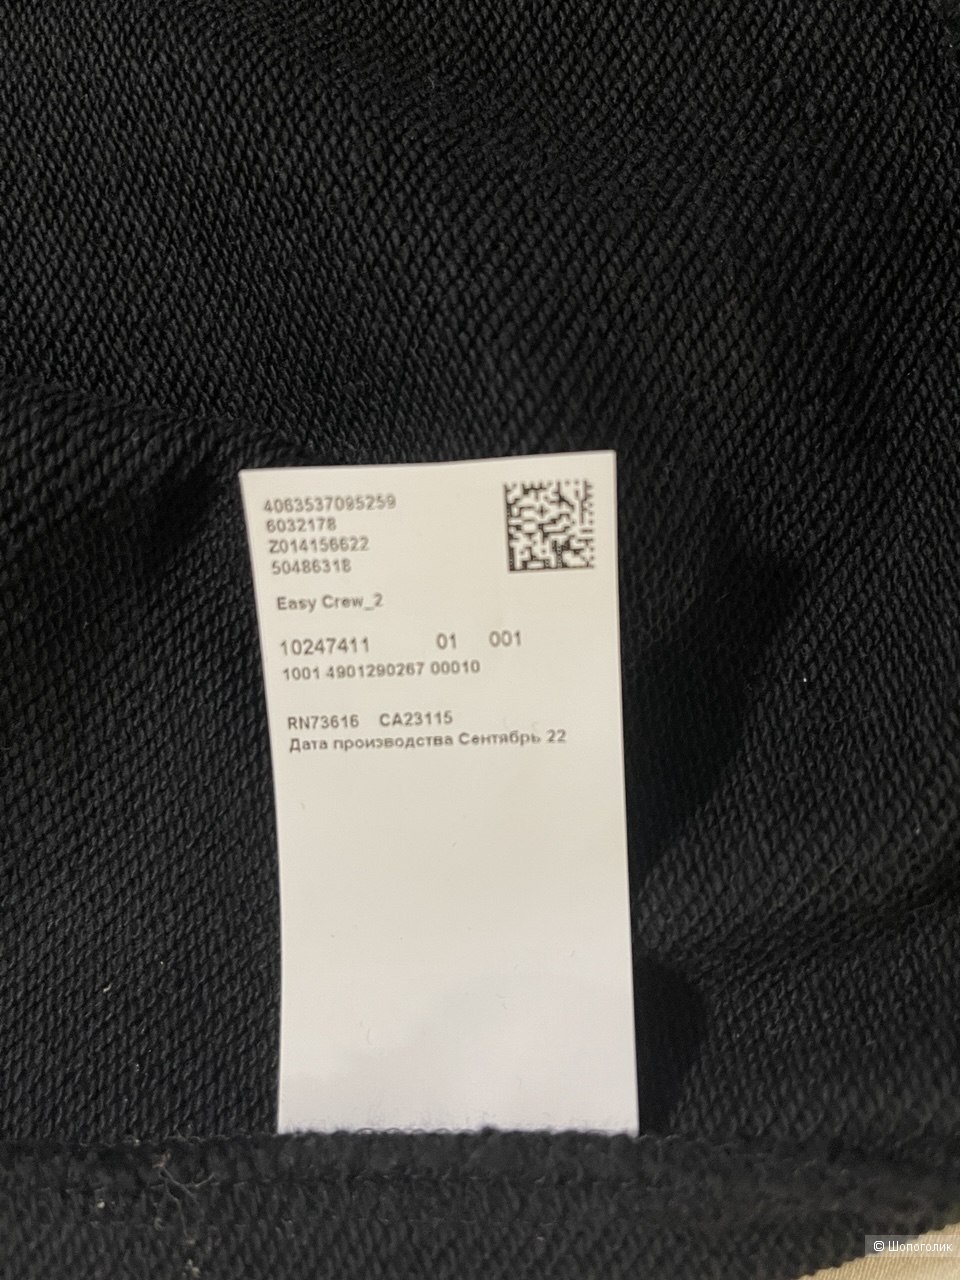 4063537095259
6032178
Z014156622
50486318
Easy Crew_2
10247411 01 001
1001 4901290267 00010
RN73616 CA23115
Дата производства Сентябрь 22
© Шопоголик